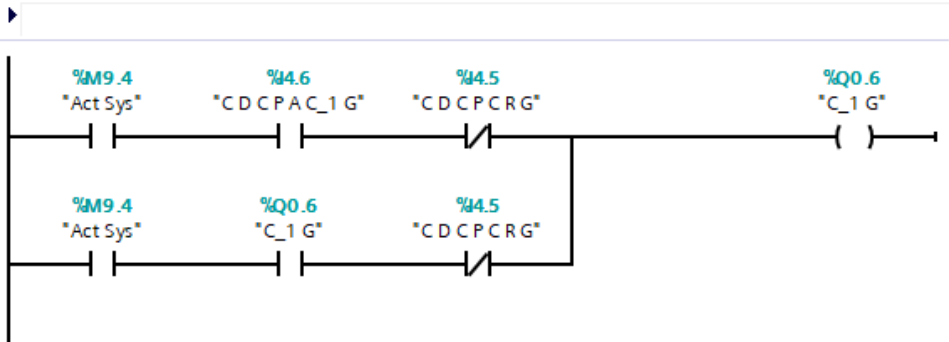 %M9.4 %I4.6 %I4.5 %Q0.6
"Act Sys" "C D C P A C_1 G" "C D C P C R G" "C_1 G"
%M9.4 %Q0.6 %I4.5
"Act Sys" "C_1 G" "C D C P C R G"